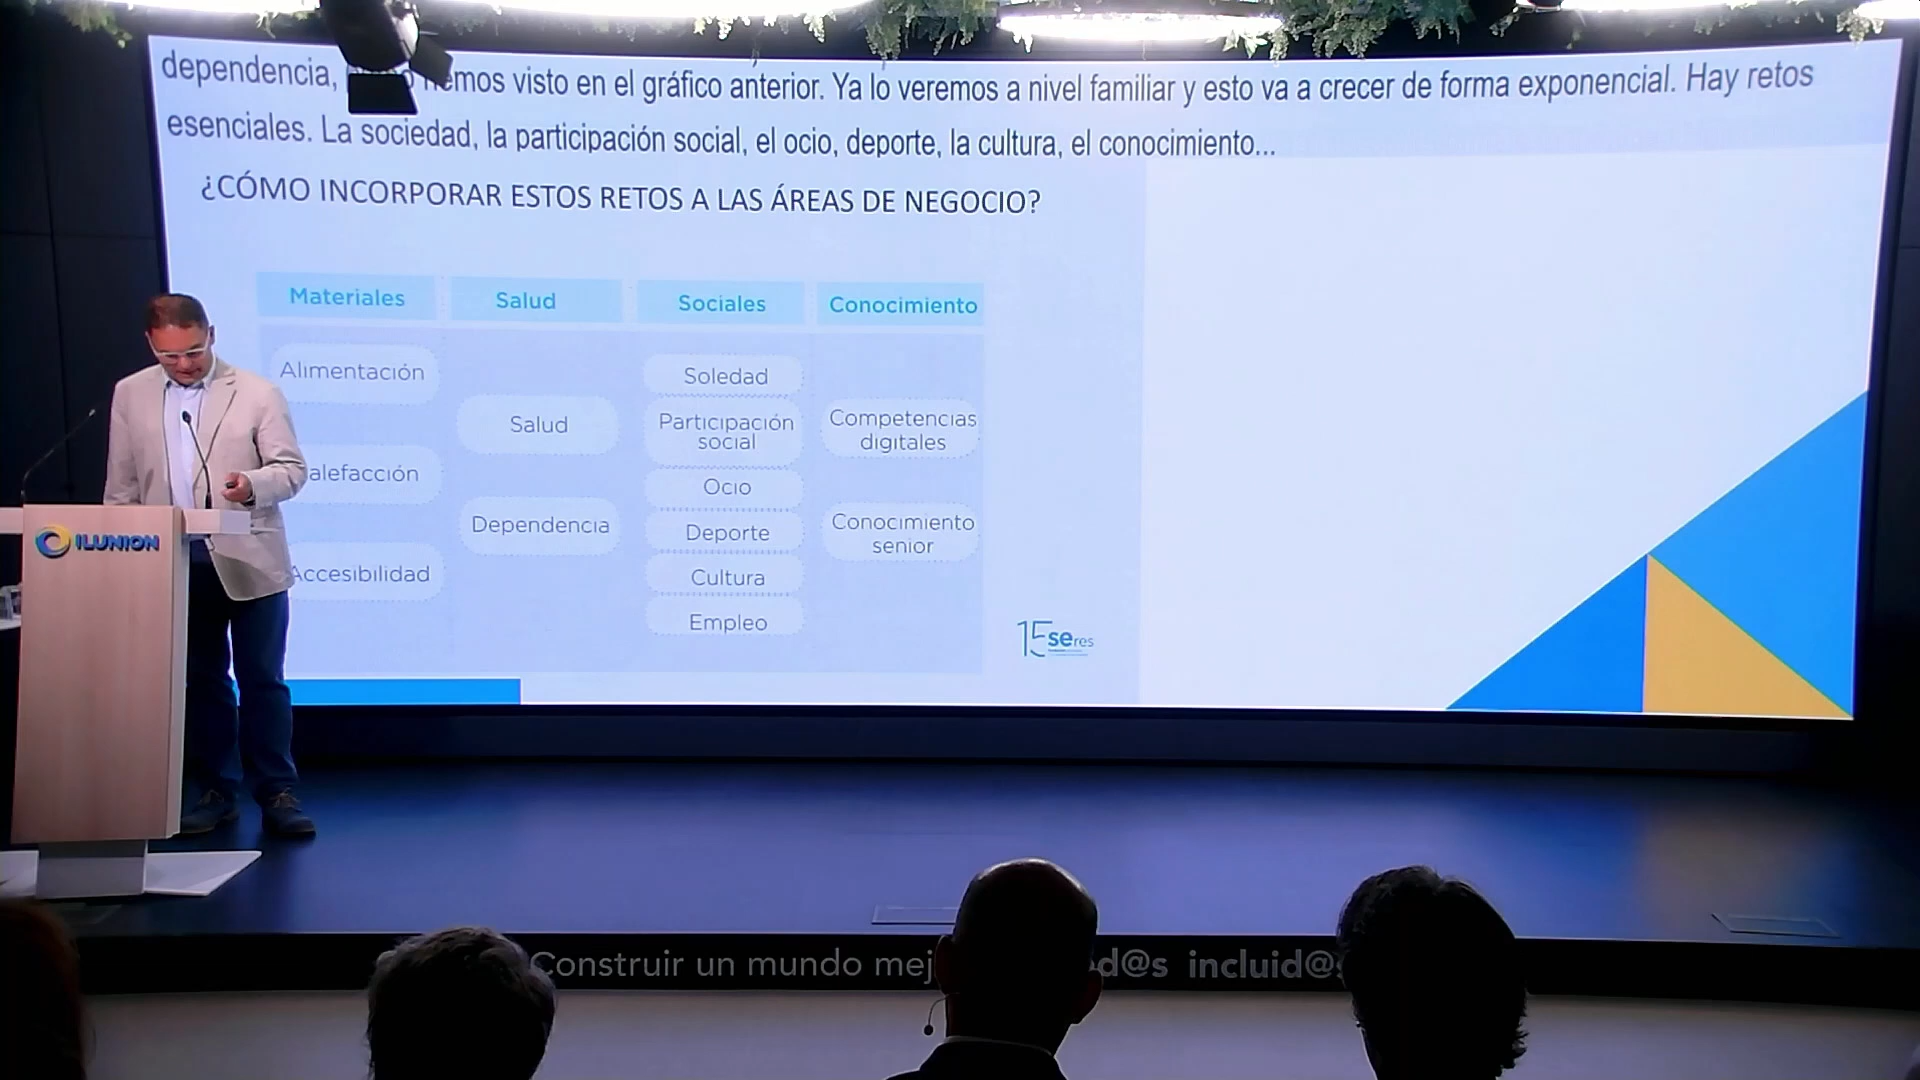 dependencia, hemos visto en el gráfico anterior. Ya lo veremos a nivel familiar y esto va a crecer de forma exponencial. Hay retos
esenciales. La sociedad, la participación social, el ocio, deporte, la cultura, el conocimiento...
¿CÓMO INCORPORAR ESTOS RETOS A LAS ÁREAS DE NEGOCIO?
Materiales
Salud
Sociales
Conocimiento
Alimentación
alefacción
Accesibilidad
Salud
Dependencia
Soledad
Participación
social
Ocio
Deporte
Cultura
Empleo
Competencias
digitales
Conocimiento
senior
15 seres
ILUNION
Construir un mundo mej d@s incluid@s